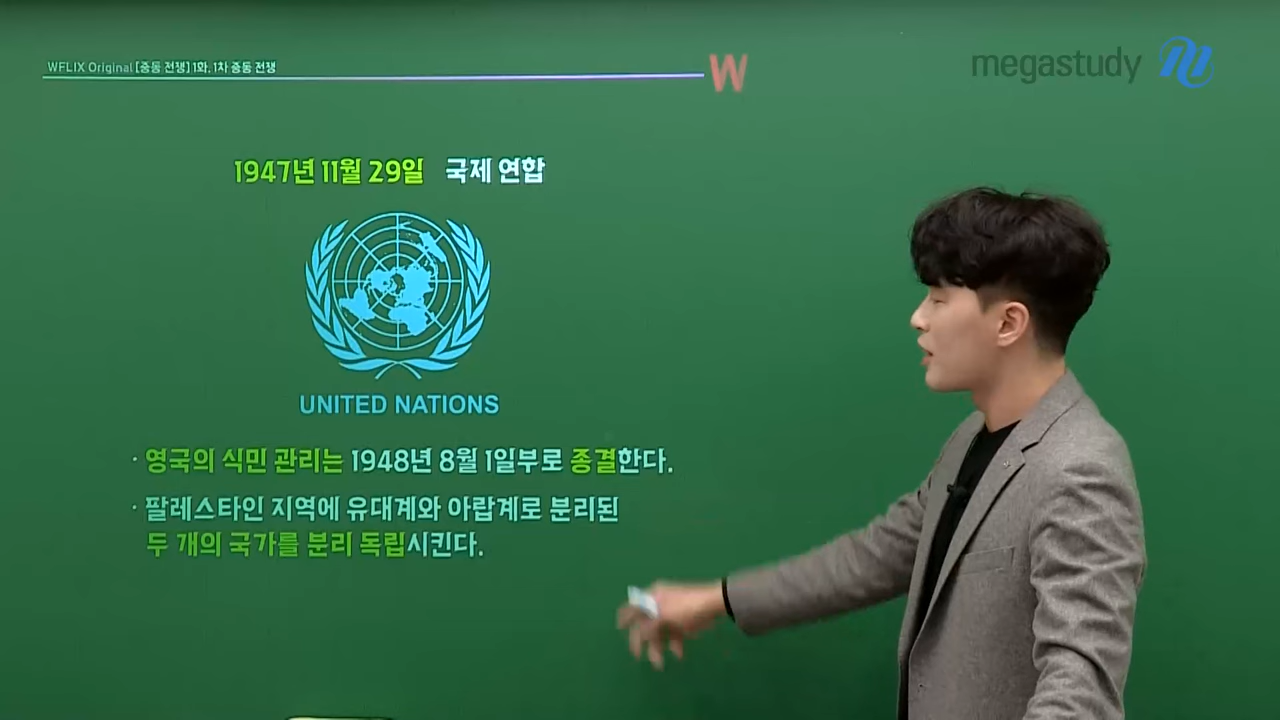 WFLIX Original [중동 전쟁] 1화. 1차 중동 전쟁
W
megastudy
1947년 11월 29일 국제 연합
UNITED NATIONS
· 영국의 식민 관리는 1948년 8월 1일부로 종결한다.
· 팔레스타인 지역에 유대계와 아랍계로 분리된
두 개의 국가를 분리 독립시킨다.